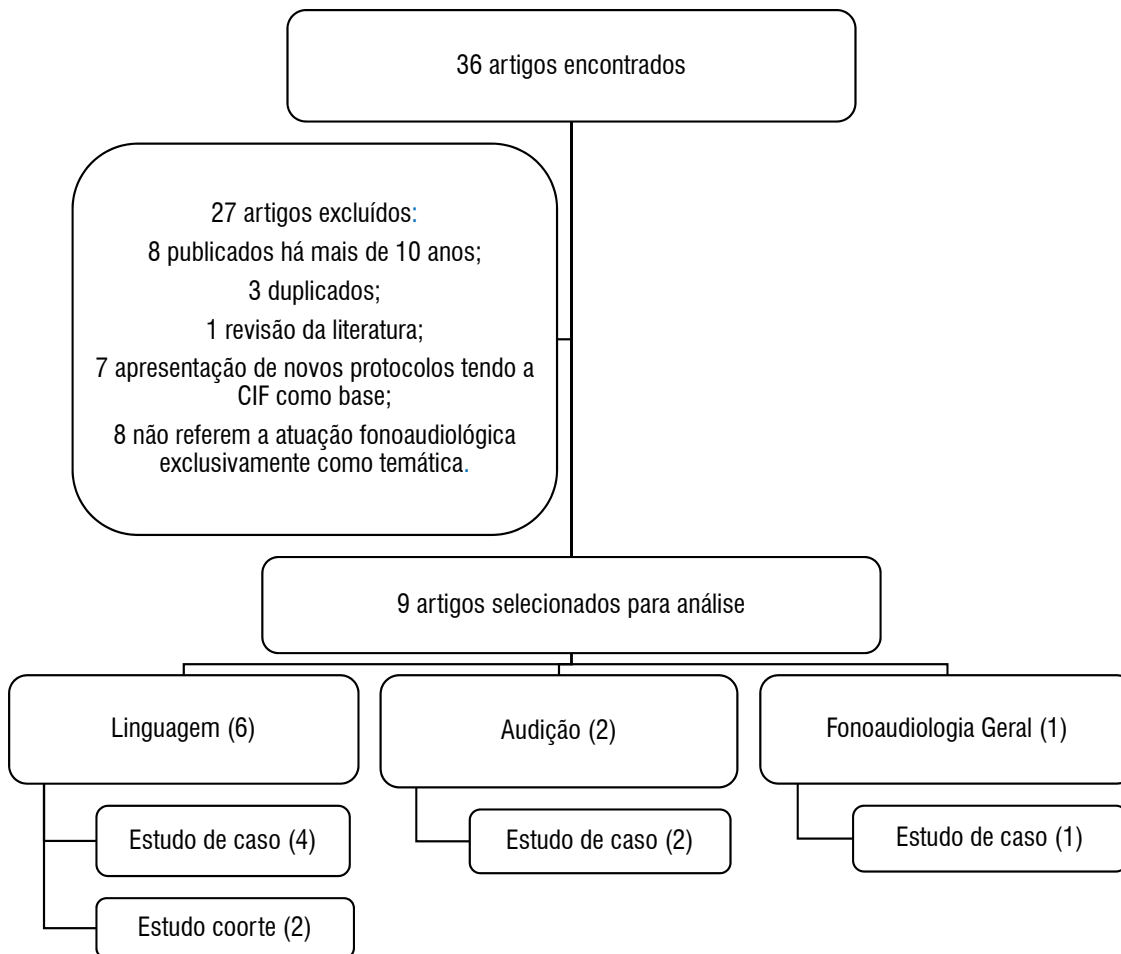 36 artigos encontrados
27 artigos excluídos:
8 publicados há mais de 10 anos;
3 duplicados;
1 revisão da literatura;
7 apresentação de novos protocolos tendo a
CIF como base;
8 não referem a atuação fonoaudiológica
exclusivamente como temática.
9 artigos selecionados para análise
Linguagem (6)
Audição (2)
Fonoaudiologia Geral (1)
Estudo de caso (4)
Estudo de caso (2)
Estudo de caso (1)
Estudo coorte (2)